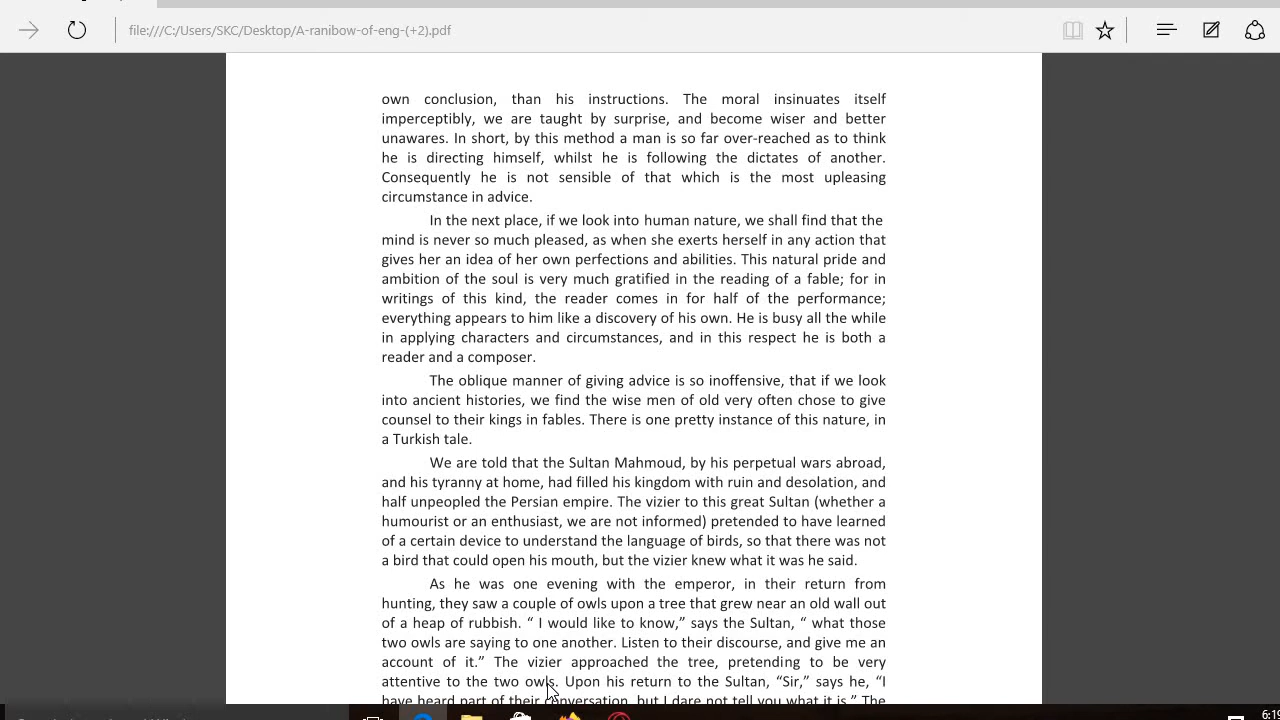 file:///C:/Users/SKC/Desktop/A-ranibow-of-eng-(+2).pdf
own conclusion, than his instructions. The moral insinuates itself
imperceptibly, we are taught by surprise, and become wiser and better
unawares. In short, by this method a man is so far over-reached as to think
he is directing himself, whilst he is following the dictates of another.
Consequently he is not sensible of that which is the most upleasing
circumstance in advice.
In the next place, if we look into human nature, we shall find that the
mind is never so much pleased, as when she exerts herself in any action that
gives her an idea of her own perfections and abilities. This natural pride and
ambition of the soul is very much gratified in the reading of a fable; for in
writings of this kind, the reader comes in for half of the performance;
everything appears to him like a discovery of his own. He is busy all the while
in applying characters and circumstances, and in this respect he is both a
reader and a composer.
The oblique manner of giving advice is so inoffensive, that if we look
into ancient histories, we find the wise men of old very often chose to give
counsel to their kings in fables. There is one pretty instance of this nature, in
a Turkish tale.
We are told that the Sultan Mahmoud, by his perpetual wars abroad,
and his tyranny at home, had filled his kingdom with ruin and desolation, and
half unpeopled the Persian empire. The vizier to this great Sultan (whether a
humourist or an enthusiast, we are not informed) pretended to have learned
of a certain device to understand the language of birds, so that there was not
a bird that could open his mouth, but the vizier knew what it was he said.
As he was one evening with the emperor, in their return from
hunting, they saw a couple of owls upon a tree that grew near an old wall out
of a heap of rubbish. “ I would like to know,” says the Sultan, “ what those
two owls are saying to one another. Listen to their discourse, and give me an
account of it.” The vizier approached the tree, pretending to be very
attentive to the two owls. Upon his return to the Sultan, “Sir,” says he, “I
have heard part of their conversation, but I dare not tell you what it is.” The
6:19